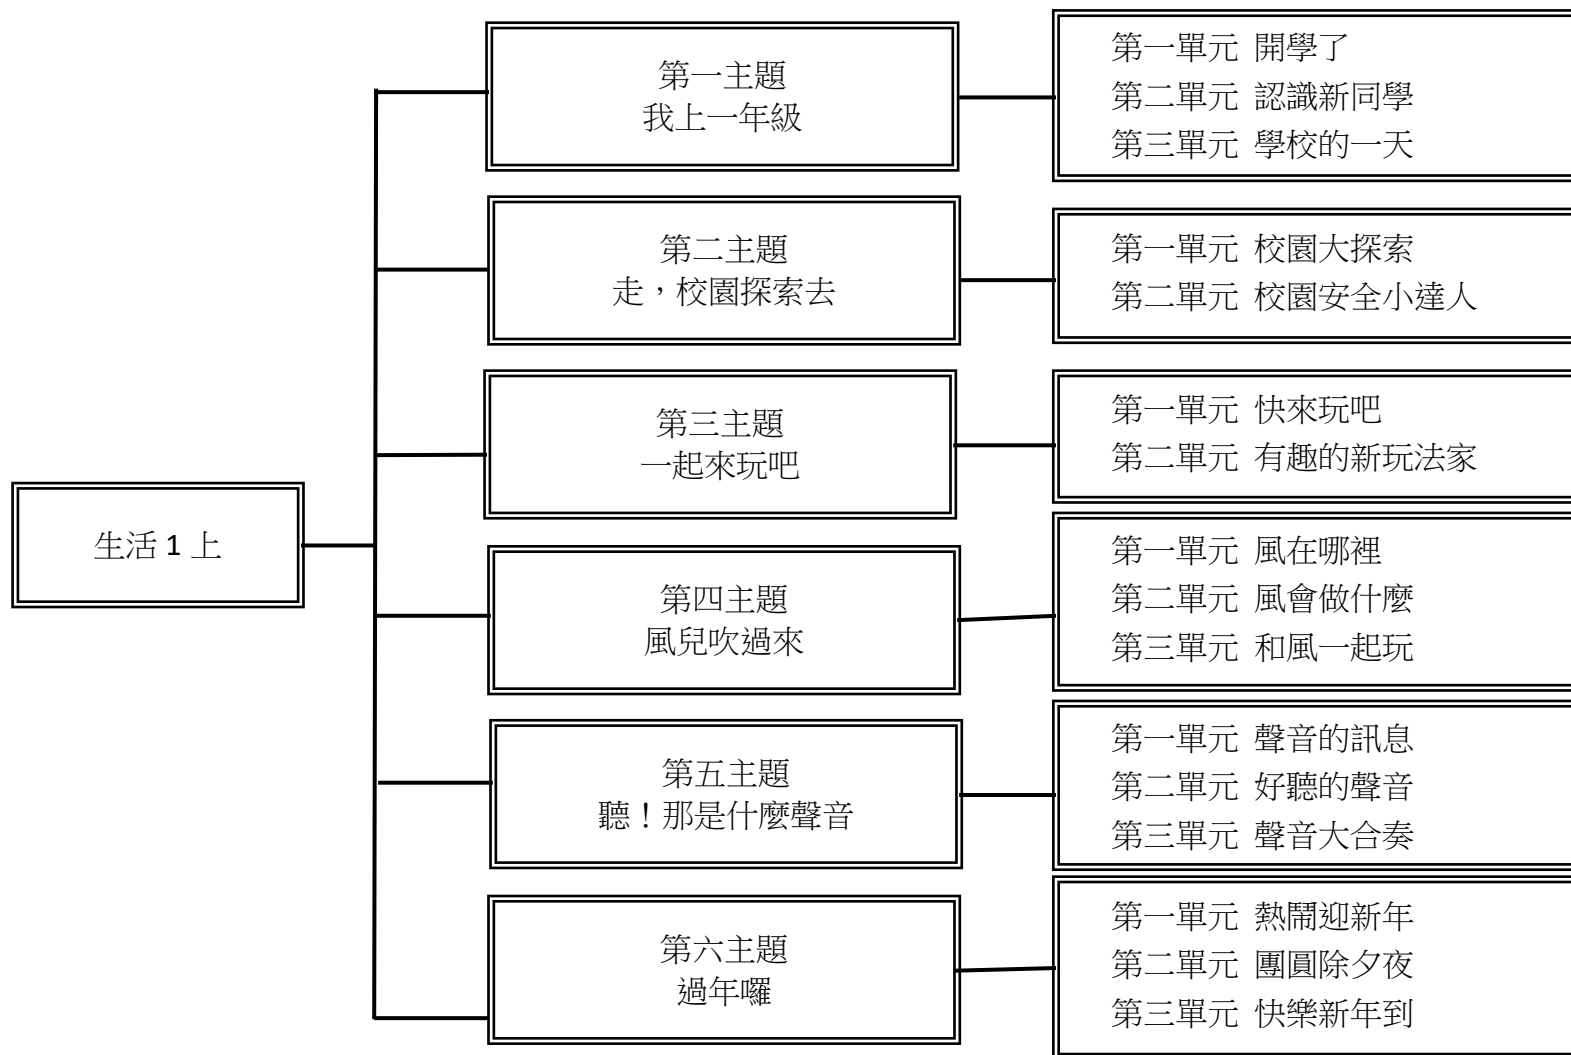 生活 1 上
第一主題
我上一年級
第一單元 開學了
第二單元 認識新同學
第三單元 學校的一天
第二主題
走，校園探索去
第一單元 校園大探索
第二單元 校園安全小達人
第三主題
一起來玩吧
第一單元 快來玩吧
第二單元 有趣的新玩法家
第四主題
風兒吹過來
第一單元 風在哪裡
第二單元 風會做什麼
第三單元 和風一起玩
第五主題
聽！那是什麼聲音
第一單元 聲音的訊息
第二單元 好聽的聲音
第三單元 聲音大合奏
第六主題
過年囉
第一單元 熱鬧迎新年
第二單元 團圓除夕夜
第三單元 快樂新年到